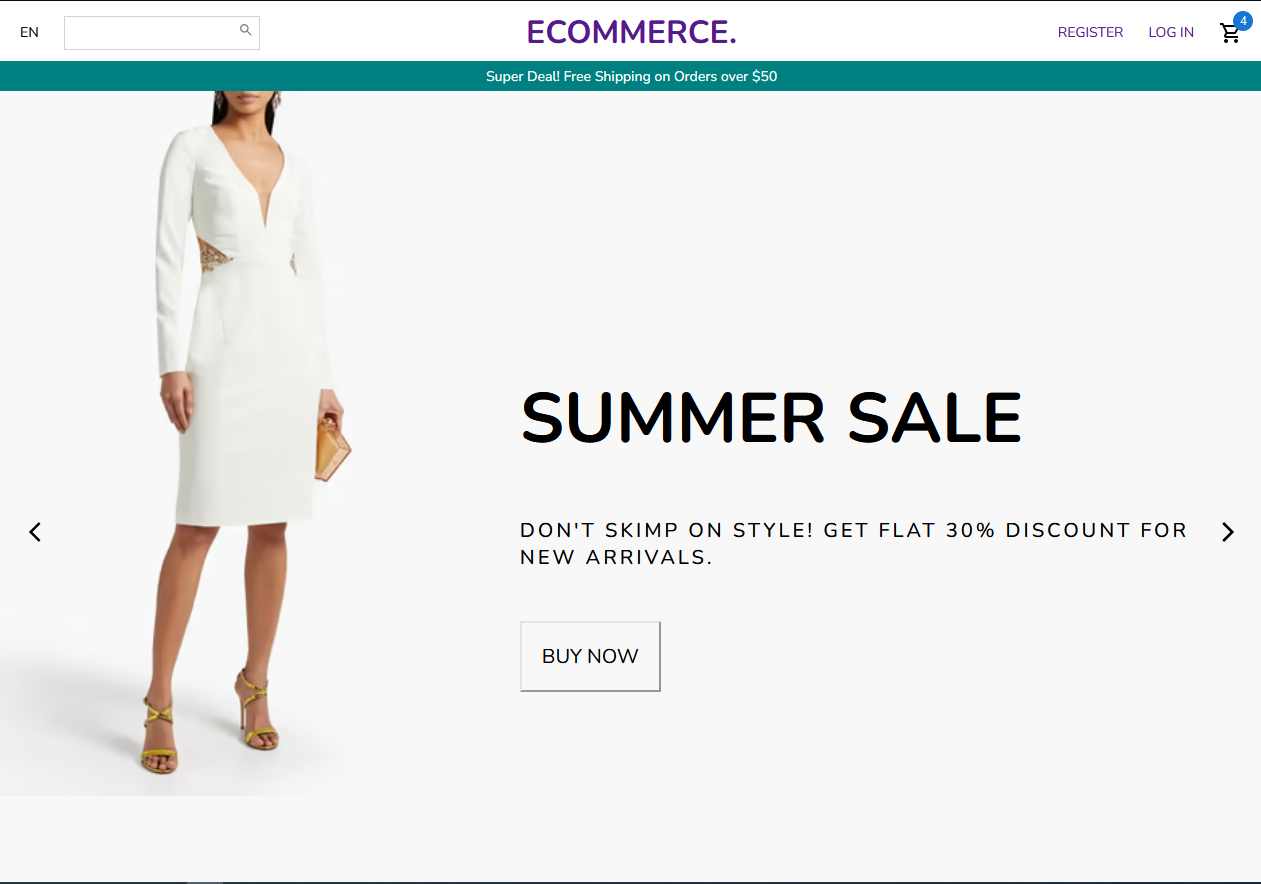 EN
ECOMMERCE.
REGISTER
LOG IN
4
Super Deal! Free Shipping on Orders over $50
SUMMER SALE
DON'T SKIMP ON STYLE! GET FLAT 30% DISCOUNT FOR
NEW ARRIVALS.
BUY NOW